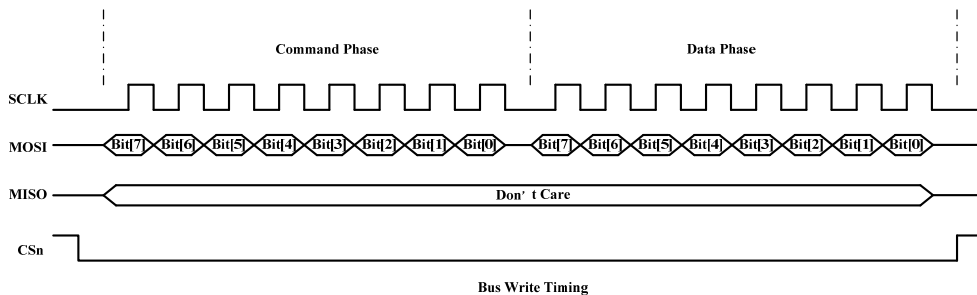 Command Phase Data Phase
SCLK
MOSI Bit[7] Bit[6] Bit[5] Bit[4] Bit[3] Bit[2] Bit[1] Bit[0] Bit[7] Bit[6] Bit[5] Bit[4] Bit[3] Bit[2] Bit[1] Bit[0]
MISO Don't Care
CSn
Bus Write Timing